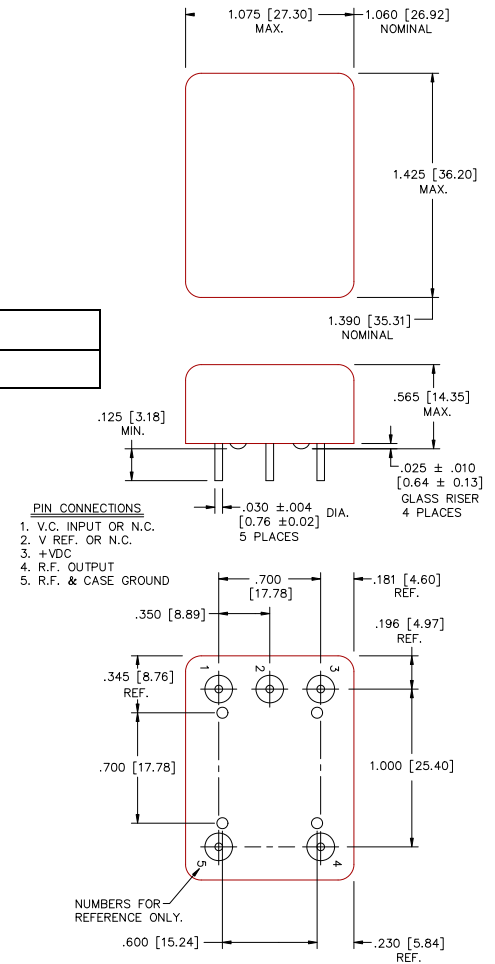 1.075 [27.30]
MAX.
1.060 [26.92]
NOMINAL
1.425 [36.20]
MAX.
1.390 [35.31]
NOMINAL
.565 [14.35]
MAX.
.125 [3.18]
MIN.
.025 ± .010
[0.64 ± 0.13]
GLASS RISER
4 PLACES
.030 ±.004 DIA.
[0.76 ±0.02]
5 PLACES
PIN CONNECTIONS
1. V.C. INPUT OR N.C.
2. V REF. OR N.C.
3. +VDC
4. R.F. OUTPUT
5. R.F. & CASE GROUND
.700
[17.78]
.181 [4.60]
REF.
.350 [8.89]
.196 [4.97]
REF.
.345 [8.76]
REF.
1
2
3
.700 [17.78]
1.000 [25.40]
5
4
NUMBERS FOR
REFERENCE ONLY.
.600 [15.24]
.230 [5.84]
REF.